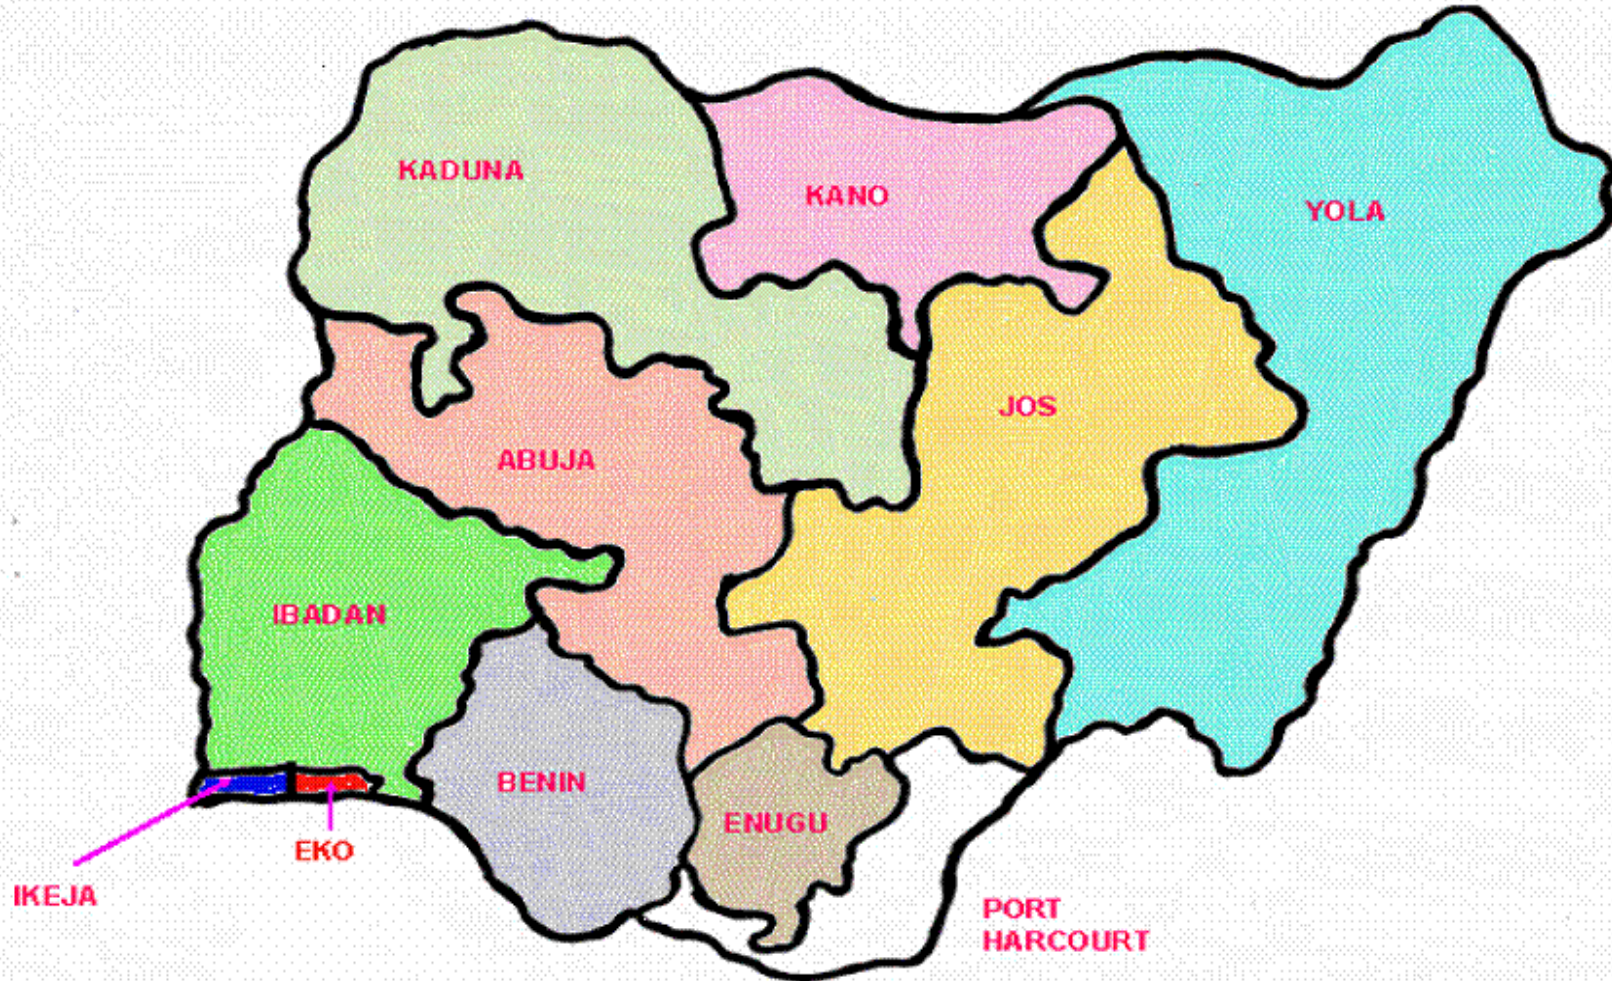 KADUNA
KANO
YOLA
JOS
ABUJA
IBADAN
BENIN
ENUGU
EKO
IKEJA
PORT
HARCOURT